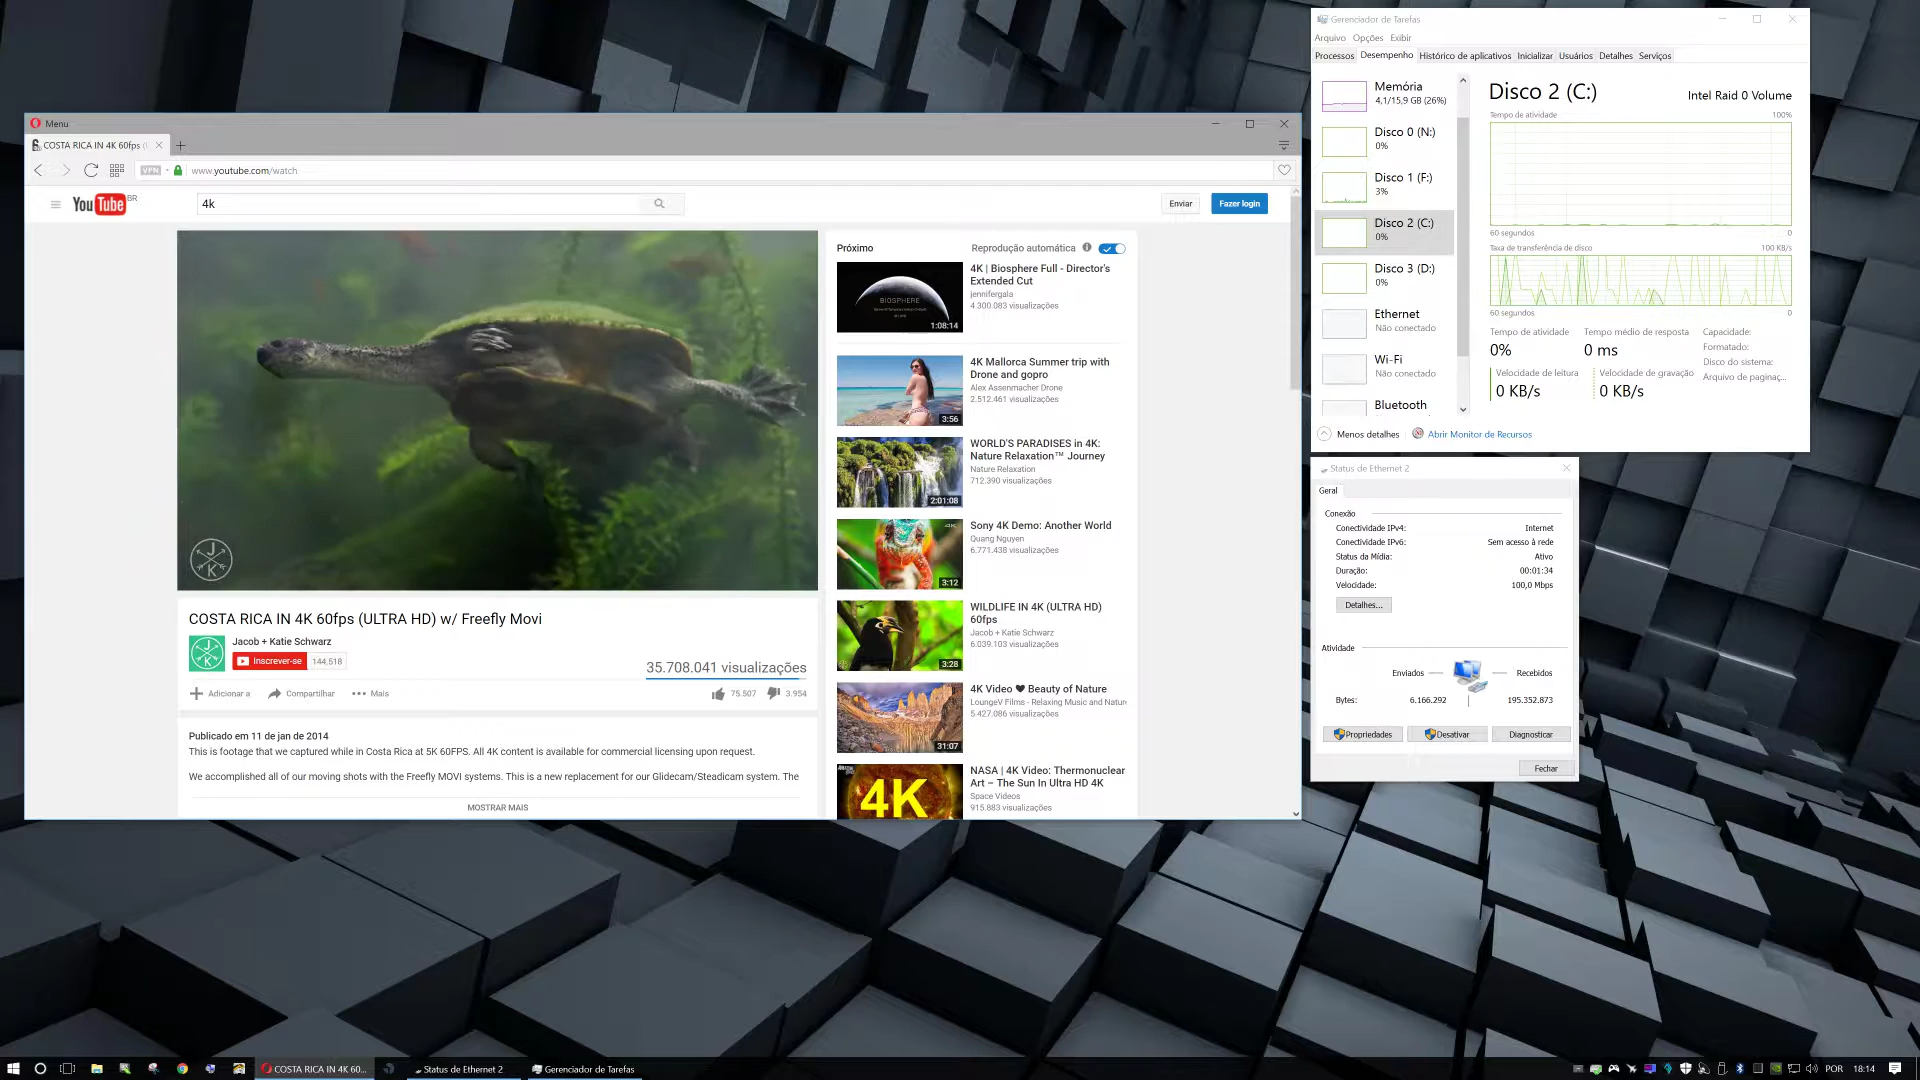 Menu
COSTA RICA IN 4K 60fps (
VPN
www.youtube.com/watch
YouTube BR
4k
Enviar
Fazer login
Próximo
Reprodução automática
BIOSPHERE
1:08:14
4K | Biosphere Full - Director's
Extended Cut
jennifergala
4.300.083 visualizações
3:56
4K Mallorca Summer trip with
Drone and gopro
Alex Assenmacher Drone
2.512.461 visualizações
2:01:08
WORLD'S PARADISES in 4K:
Nature Relaxation™ Journey
Nature Relaxation
712.390 visualizações
4K
3:12
Sony 4K Demo: Another World
Quang Nguyen
6.771.438 visualizações
3:28
WILDLIFE IN 4K (ULTRA HD)
60fps
Jacob + Katie Schwarz
6.039.103 visualizações
31:07
4K Video ❤ Beauty of Nature
LoungeV Films - Relaxing Music and Natur
5.427.086 visualizações
4K
NASA | 4K Video: Thermonuclear
Art – The Sun In Ultra HD 4K
Space Videos
915.883 visualizações
J
K
COSTA RICA IN 4K 60fps (ULTRA HD) w/ Freefly Movi
J
K
Jacob + Katie Schwarz
Inscrever-se
144.518
35.708.041 visualizações
Adicionar a
Compartilhar
Mais
75.507
3.954
Publicado em 11 de jan de 2014
This is footage that we captured while in Costa Rica at 5K 60FPS. All 4K content is available for commercial licensing upon request.
We accomplished all of our moving shots with the Freefly MOVI systems. This is a new replacement for our Glidecam/Steadicam system. The
MOSTRAR MAIS
Gerenciador de Tarefas
Arquivo Opções Exibir
Processos Desempenho Histórico de aplicativos Inicializar Usuários Detalhes Serviços
Memória
4,1/15,9 GB (26%)
Disco 0 (N:)
0%
Disco 1 (F:)
3%
Disco 2 (C:)
0%
Disco 3 (D:)
0%
Ethernet
Não conectado
Wi-Fi
Não conectado
Bluetooth
Disco 2 (C:)
Intel Raid 0 Volume
Tempo de atividade
100%
60 segundos
0
Taxa de transferência de disco
100 KB/s
60 segundos
0
Tempo de atividade
0%
Tempo médio de resposta
0 ms
Velocidade de leitura
0 KB/s
Velocidade de gravação
0 KB/s
Capacidade:
Formatado:
Disco do sistema:
Arquivo de paginaç...
Menos detalhes
Abrir Monitor de Recursos
Status de Ethernet 2
Geral
Conexão
Conectividade IPv4: Internet
Conectividade IPv6: Sem acesso à rede
Status da Mídia: Ativo
Duração: 00:01:34
Velocidade: 100,0 Mbps
Detalhes...
Atividade
Enviados
Recebidos
Bytes: 6.166.292 195.352.873
Propriedades
Desativar
Diagnosticar
Fechar
COSTA RICA IN 4K 60...
Status de Ethernet 2
Gerenciador de Tarefas
POR
18:14